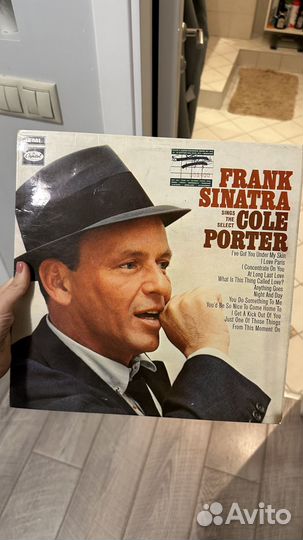 FRANK
SINATRA
SINGS
THE
SELECT
COLE
PORTER
I've Got You Under My Skin
I Love Paris
I Concentrate On You
At Long Last Love
What Is This Thing Called Love?
Anything Goes
Night And Day
You Do Something To Me
You'd Be So Nice To Come Home To
I Get A Kick Out Of You
Just One Of Those Things
From This Moment On
Avito